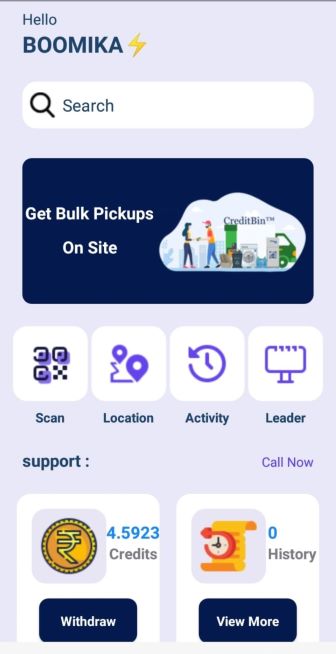 Hello
BOOMIKA⚡
Search
Get Bulk Pickups
On Site
CreditBin™
Scan Location Activity Leader
support : Call Now
4.5923 0
Credits History
Withdraw View More